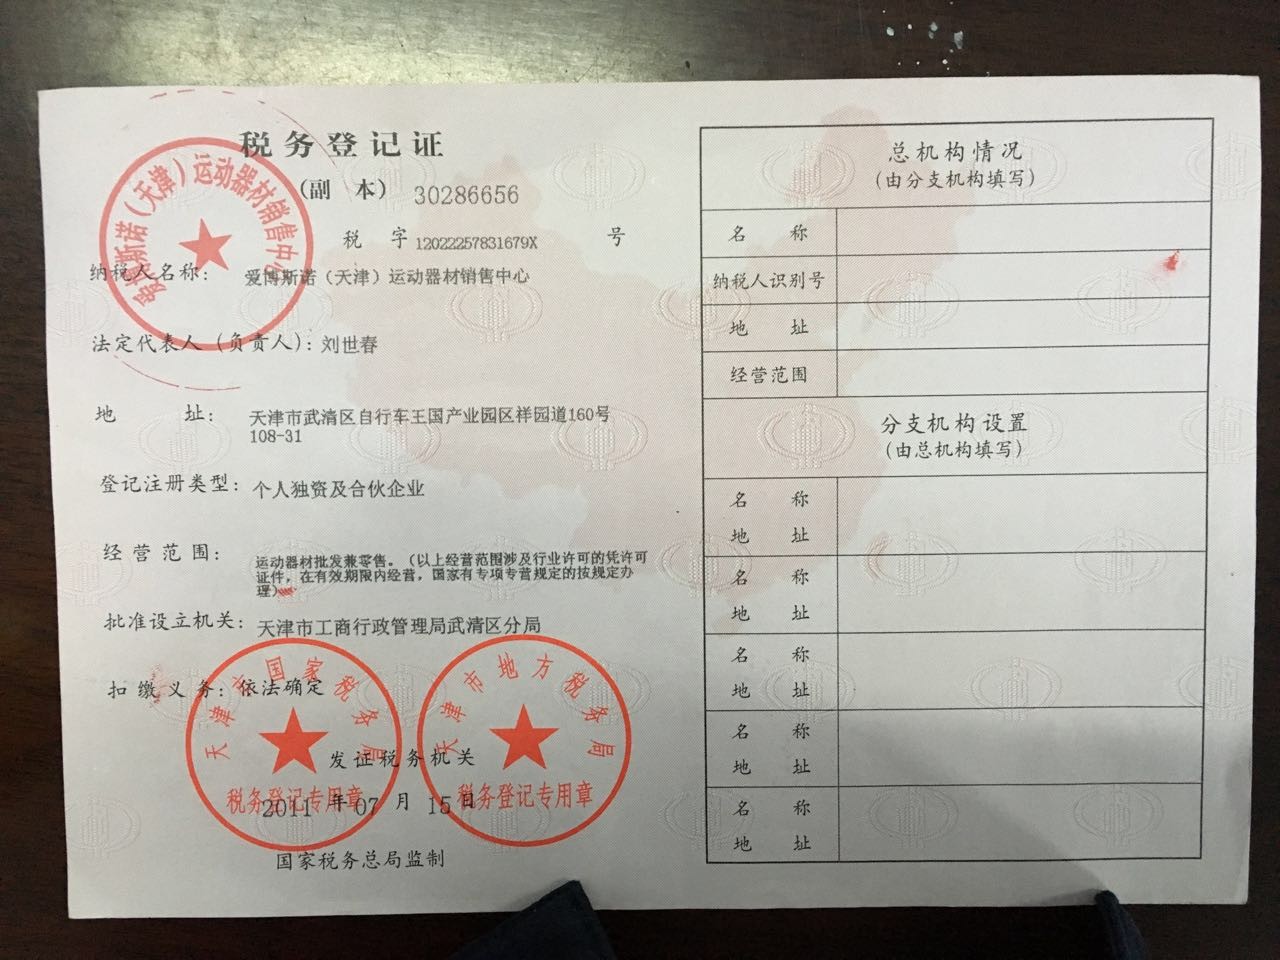 税务登记证
(副 本) 30286656
税 字 12022257831679X 号
纳税人名称: 爱博斯诺（天津）运动器材销售中心
法定代表人（负责人）: 刘世春
地 址: 天津市武清区自行车王国产业园区祥园道160号
108-31
登记注册类型: 个人独资及合伙企业
经营范围: 运动器材批发兼零售。（以上经营范围涉及行业许可的凭许可
证件，在有效期限内经营，国家有专项专营规定的按规定办
理）
批准设立机关: 天津市工商行政管理局武清区分局
扣缴义务: 依法确定
发证税务机关
2011 年 07 月 15 日
国家税务总局监制
爱博斯诺（天津）运动器材销售中心
天津市国家税务局
税务登记专用章
天津市地方税务局
税务登记专用章
总机构情况
(由分支机构填写)
名 称
纳税人识别号
地 址
经营范围
分支机构设置
(由总机构填写)
名 称
地 址
名 称
地 址
名 称
地 址
名 称
地 址
名 称
地 址